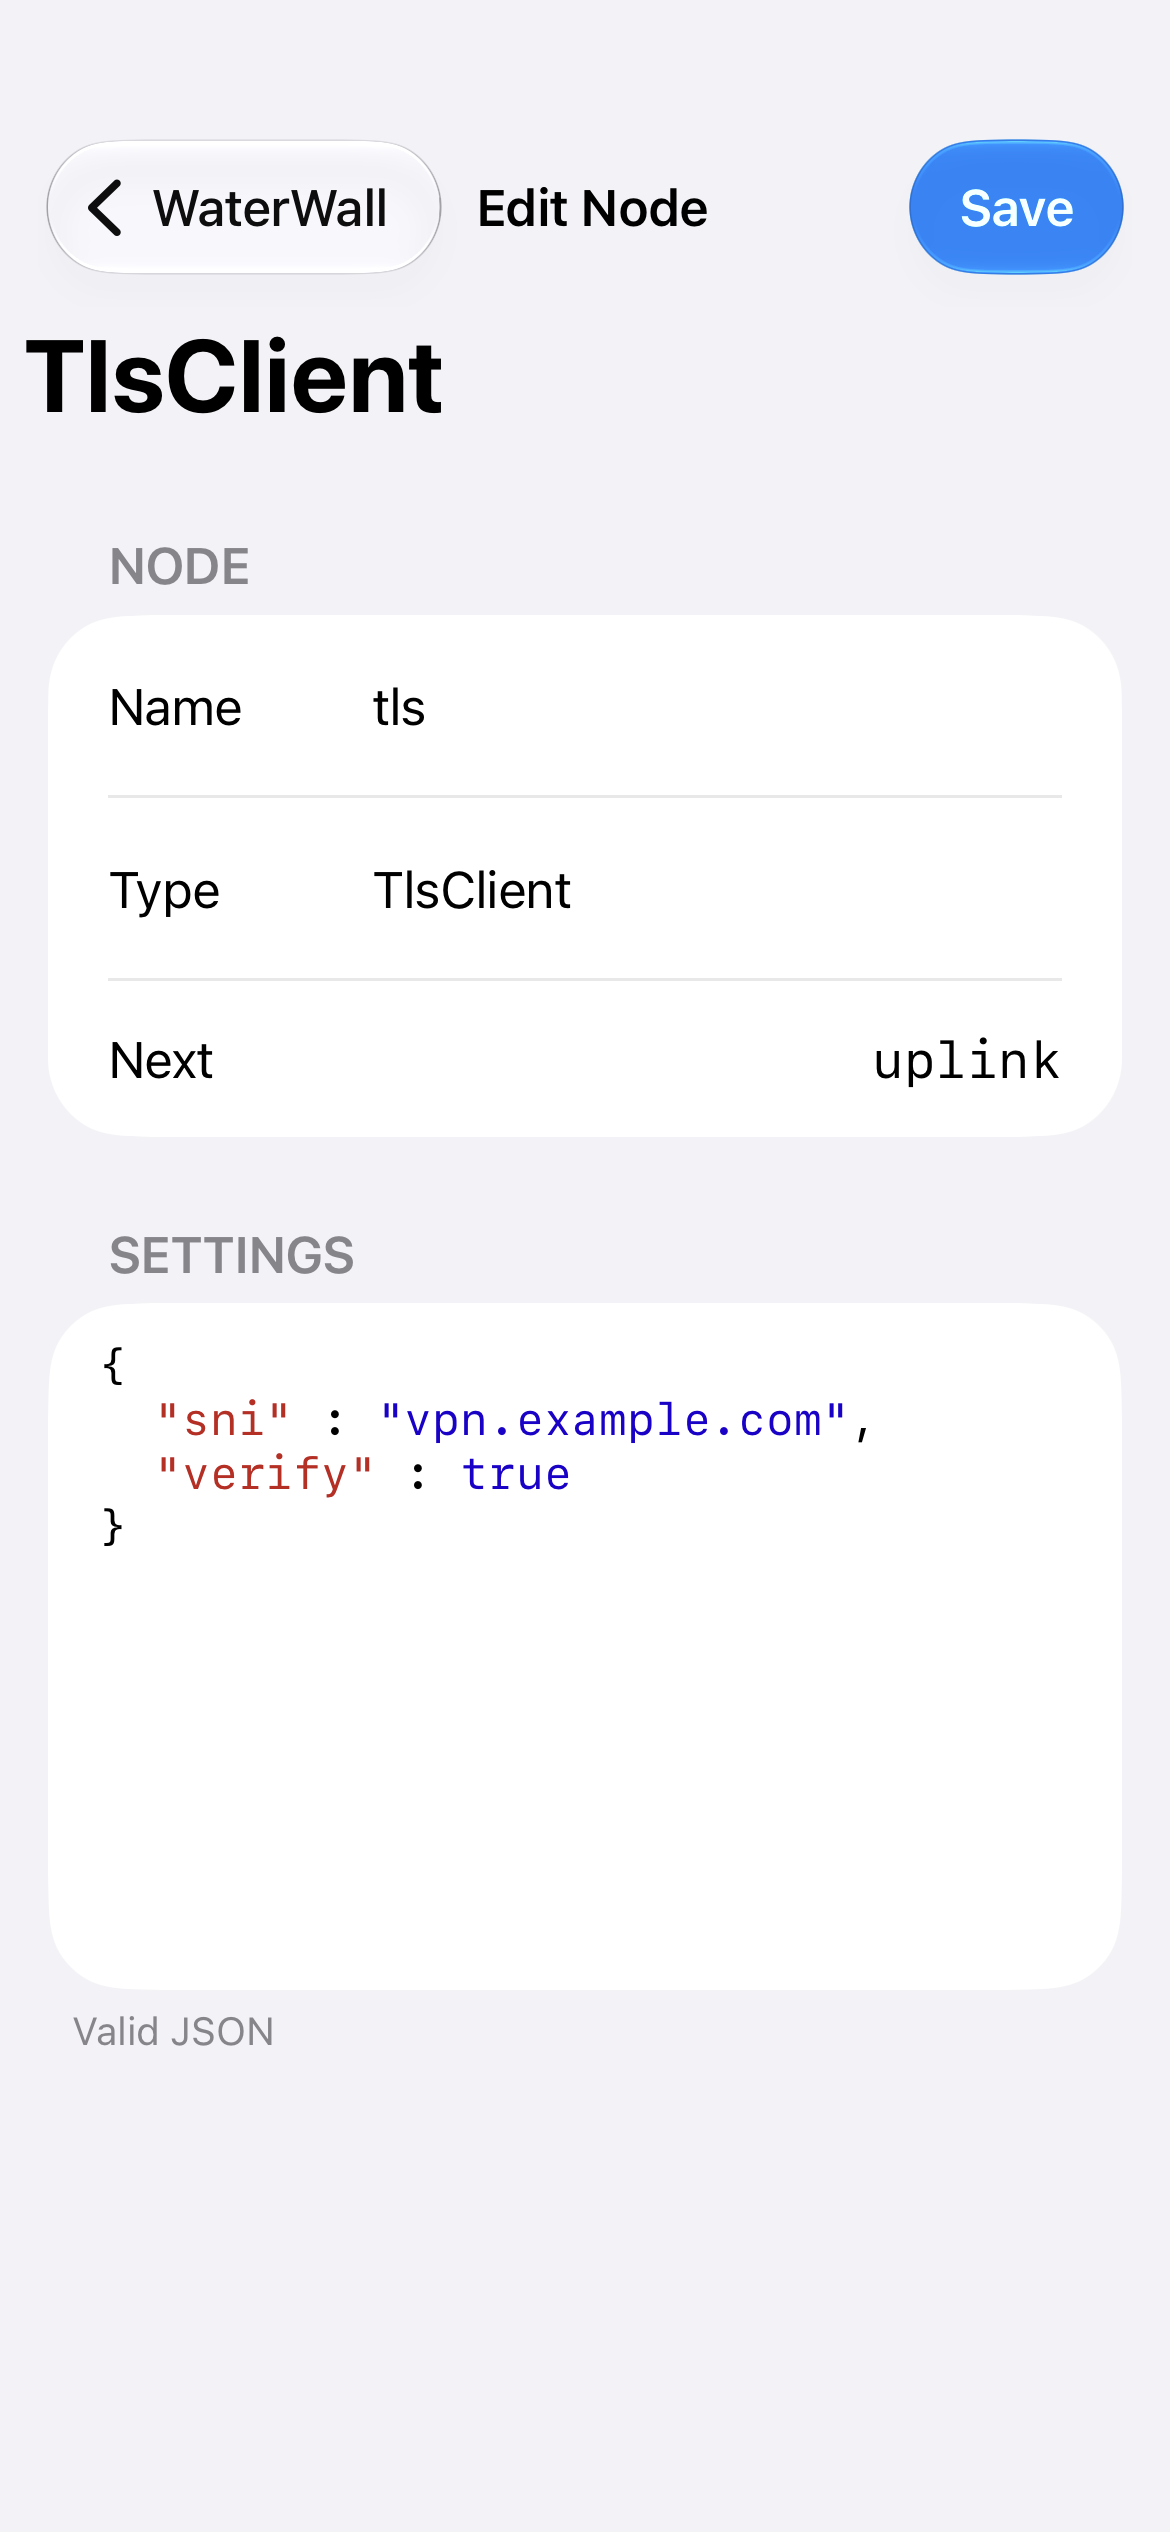 WaterWall
Edit Node
Save
TlsClient
NODE
Name tls
Type TlsClient
Next uplink
SETTINGS
{
  "sni" : "vpn.example.com",
  "verify" : true
}
Valid JSON